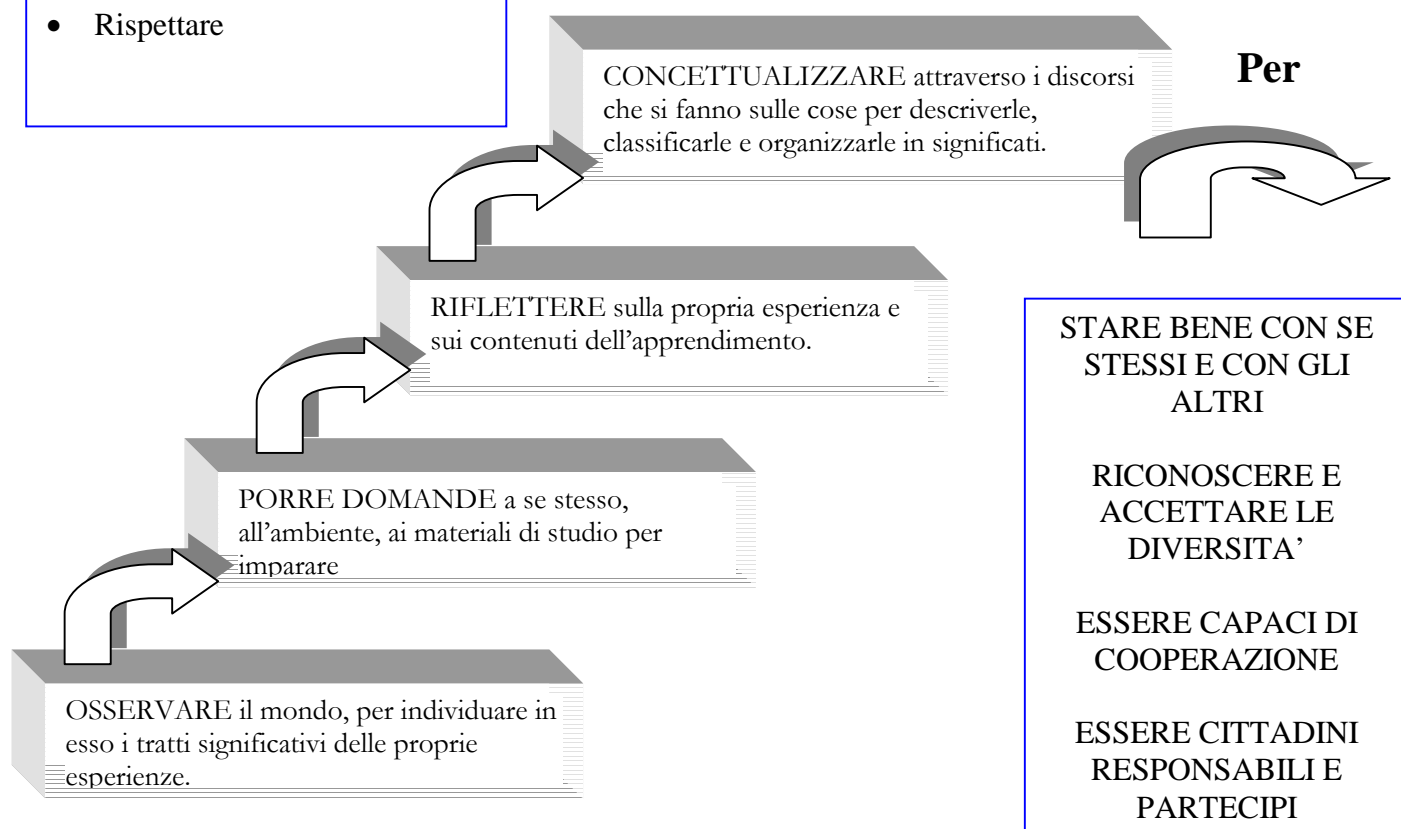 • Rispettare
CONCETTUALIZZARE attraverso i discorsi
che si fanno sulle cose per descriverle,
classificarle e organizzarle in significati.
Per
RIFLETTERE sulla propria esperienza e
sui contenuti dell’apprendimento.
PORRE DOMANDE a se stesso,
all’ambiente, ai materiali di studio per
imparare
OSSERVARE il mondo, per individuare in
esso i tratti significativi delle proprie
esperienze.
STARE BENE CON SE
STESSI E CON GLI
ALTRI
RICONOSCERE E
ACCETTARE LE
DIVERSITA’
ESSERE CAPACI DI
COOPERAZIONE
ESSERE CITTADINI
RESPONSABILI E
PARTECIPI